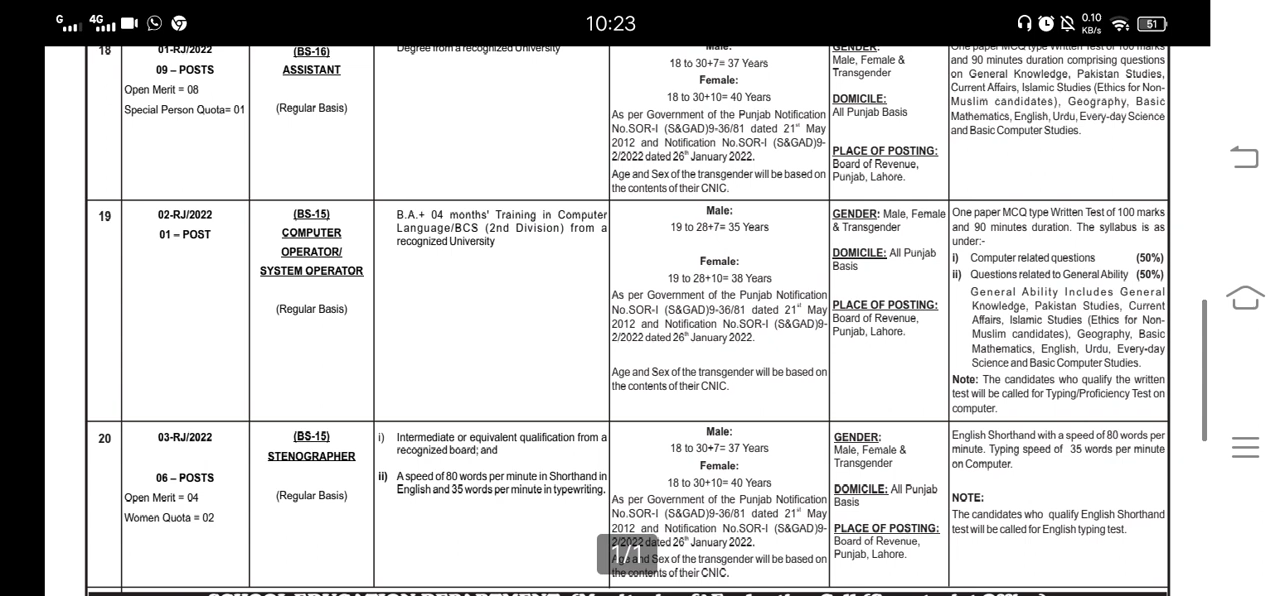 G 4G 10:23 0.10 KB/s 51
18
01-RJ/2022
09 – POSTS
Open Merit = 08
Special Person Quota= 01
(BS-16)
ASSISTANT
(Regular Basis)
Degree from a recognized University
Male:
18 to 30+7= 37 Years
Female:
18 to 30+10= 40 Years
As per Government of the Punjab Notification
No.SOR-I (S&GAD)9-36/81 dated 21st May
2012 and Notification No.SOR-I (S&GAD)9-
2/2022 dated 26th January 2022.
Age and Sex of the transgender will be based on
the contents of their CNIC.
GENDER:
Male, Female &
Transgender
DOMICILE:
All Punjab Basis
PLACE OF POSTING:
Board of Revenue,
Punjab, Lahore.
One paper MCQ type Written Test of 100 marks
and 90 minutes duration comprising questions
on General Knowledge, Pakistan Studies,
Current Affairs, Islamic Studies (Ethics for Non-
Muslim candidates), Geography, Basic
Mathematics, English, Urdu, Every-day Science
and Basic Computer Studies.
19
02-RJ/2022
01 – POST
(BS-15)
COMPUTER
OPERATOR/
SYSTEM OPERATOR
(Regular Basis)
B.A.+ 04 months' Training in Computer
Language/BCS (2nd Division) from a
recognized University
Male:
19 to 28+7= 35 Years
Female:
19 to 28+10= 38 Years
As per Government of the Punjab Notification
No.SOR-I (S&GAD)9-36/81 dated 21st May
2012 and Notification No.SOR-I (S&GAD)9-
2/2022 dated 26th January 2022.
Age and Sex of the transgender will be based on
the contents of their CNIC.
GENDER: Male, Female
& Transgender
DOMICILE: All Punjab
Basis
PLACE OF POSTING:
Board of Revenue,
Punjab, Lahore.
One paper MCQ type Written Test of 100 marks
and 90 minutes duration. The syllabus is as
under:-
i) Computer related questions (50%)
ii) Questions related to General Ability (50%)
General Ability Includes General
Knowledge, Pakistan Studies, Current
Affairs, Islamic Studies (Ethics for Non-
Muslim candidates), Geography, Basic
Mathematics, English, Urdu, Every-day
Science and Basic Computer Studies.
Note: The candidates who qualify the written
test will be called for Typing/Proficiency Test on
computer.
20
03-RJ/2022
06 – POSTS
Open Merit = 04
Women Quota = 02
(BS-15)
STENOGRAPHER
(Regular Basis)
i) Intermediate or equivalent qualification from a
recognized board; and
ii) A speed of 80 words per minute in Shorthand in
English and 35 words per minute in typewriting.
Male:
18 to 30+7= 37 Years
Female:
18 to 30+10= 40 Years
As per Government of the Punjab Notification
No.SOR-I (S&GAD)9-36/81 dated 21st May
2012 and Notification No.SOR-I (S&GAD)9-
2/2022 dated 26th January 2022.
Age and Sex of the transgender will be based on
the contents of their CNIC.
1/1
GENDER:
Male, Female &
Transgender
DOMICILE: All Punjab
Basis
PLACE OF POSTING:
Board of Revenue,
Punjab, Lahore.
English Shorthand with a speed of 80 words per
minute. Typing speed of 35 words per minute
on Computer.
NOTE:
The candidates who qualify English Shorthand
test will be called for English typing test.